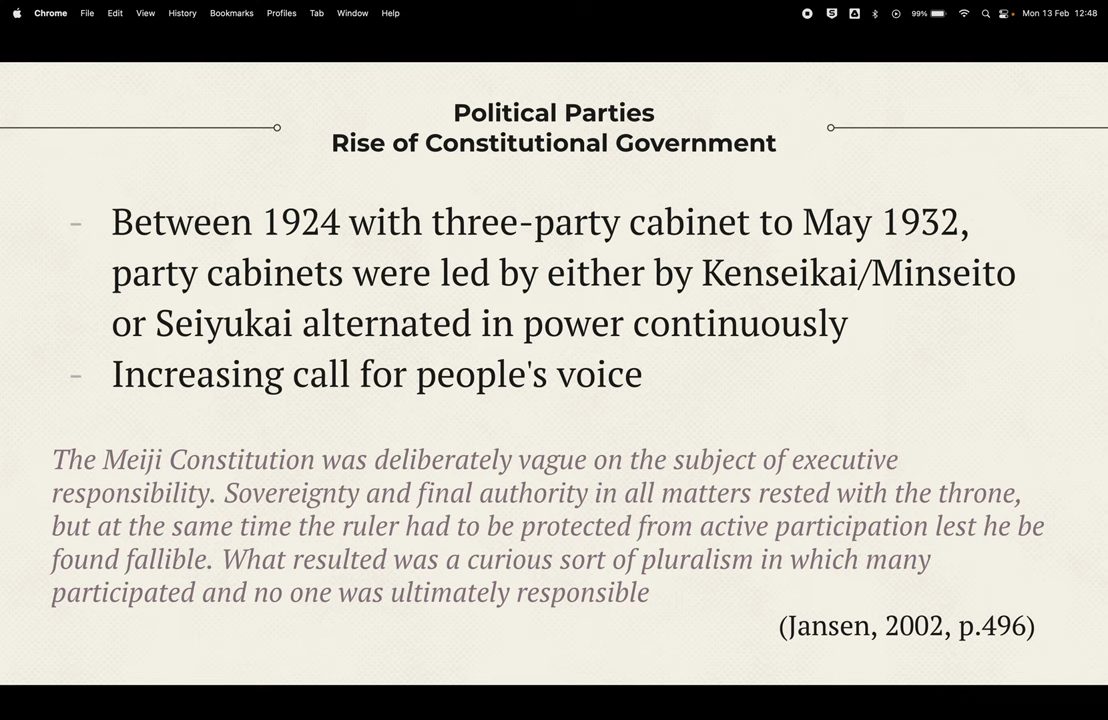 Chrome File Edit View History Bookmarks Profiles Tab Window Help 99% Mon 13 Feb 12:48
Political Parties
Rise of Constitutional Government
- Between 1924 with three-party cabinet to May 1932,
party cabinets were led by either by Kenseikai/Minseito
or Seiyukai alternated in power continuously
- Increasing call for people's voice
The Meiji Constitution was deliberately vague on the subject of executive
responsibility. Sovereignty and final authority in all matters rested with the throne,
but at the same time the ruler had to be protected from active participation lest he be
found fallible. What resulted was a curious sort of pluralism in which many
participated and no one was ultimately responsible
(Jansen, 2002, p.496)